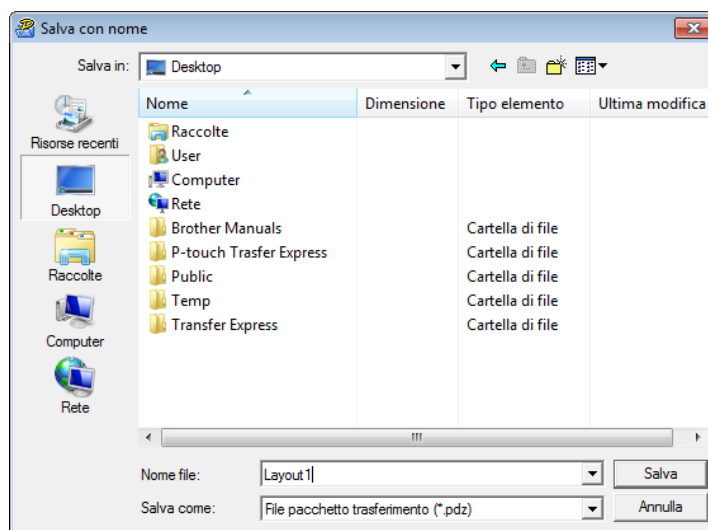 Salva con nome
Salva in: Desktop
Nome Dimensione Tipo elemento Ultima modifica
Risorse recenti
Desktop
Raccolte
Computer
Rete
Raccolte
User
Computer
Rete
Brother Manuals Cartella di file
P-touch Trasfer Express Cartella di file
Public Cartella di file
Temp Cartella di file
Transfer Express Cartella di file
Nome file: Layout1 Salva
Salva come: File pacchetto trasferimento (*.pdz) Annulla